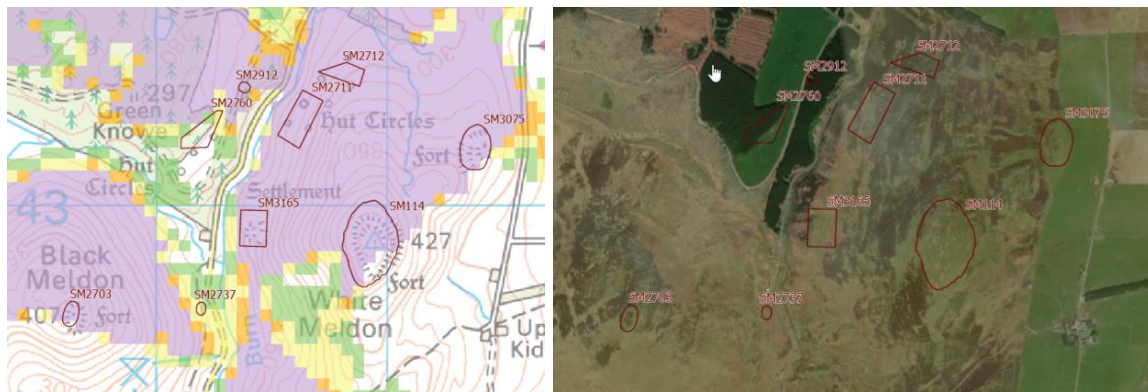 SM2712
SM2912
297
SM2711
SM2760
Green
Knowe
Hut Circles
SM3075
Fort
Hut
Circles
Settlement
43
SM3165
SM114
427
Black
Meldon
Fort
SM2703
SM2737
White
Meldon
407
Fort
Burn
Up
Kid
300
350
SM2712
SM2912
SM2711
SM2760
SM3075
SM3165
SM114
SM2703
SM2737